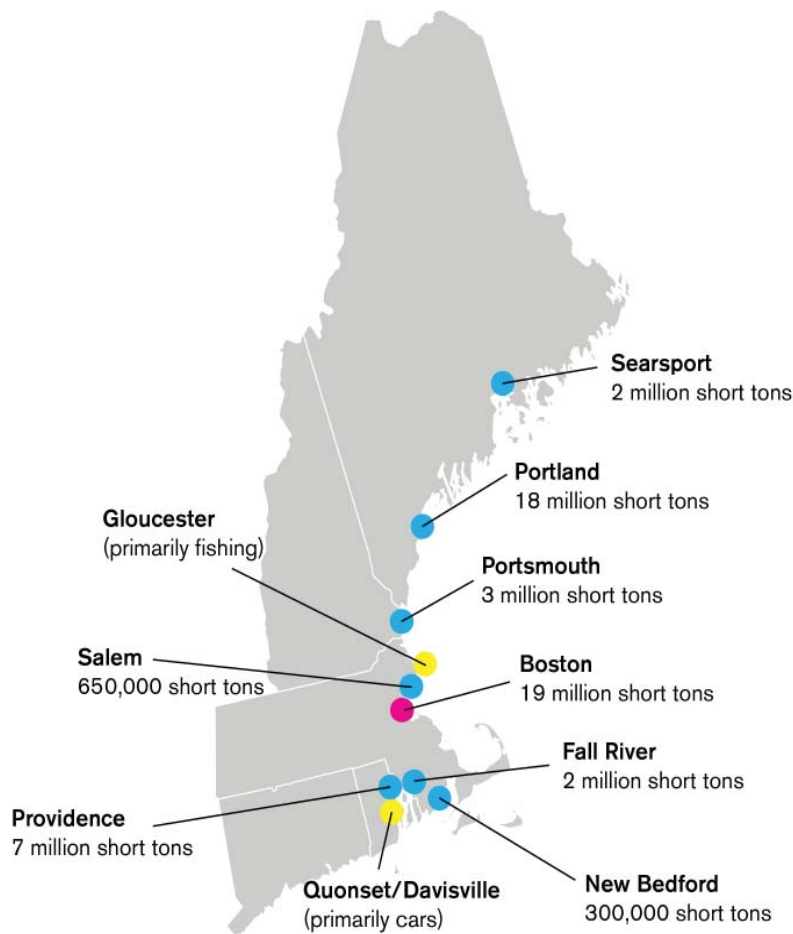 Searsport
2 million short tons
Portland
18 million short tons
Gloucester
(primarily fishing)
Portsmouth
3 million short tons
Salem
650,000 short tons
Boston
19 million short tons
Fall River
2 million short tons
Providence
7 million short tons
Quonset/Davisville
(primarily cars)
New Bedford
300,000 short tons